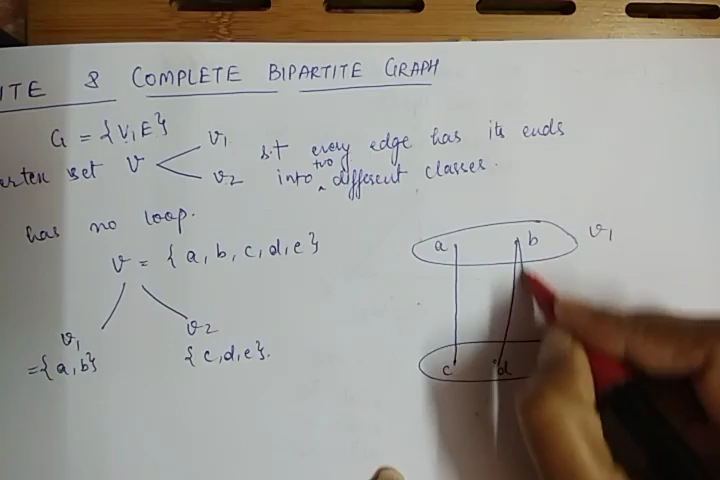 ITE & COMPLETE BIPARTITE GRAPH
G = {V, E}
ertex set V v1 s.t every edge has its ends
v2 into two different classes.
has no loop.
V = {a, b, c, d, e}
v1 v2
= {a, b} {c, d, e}.
a b v1
c d